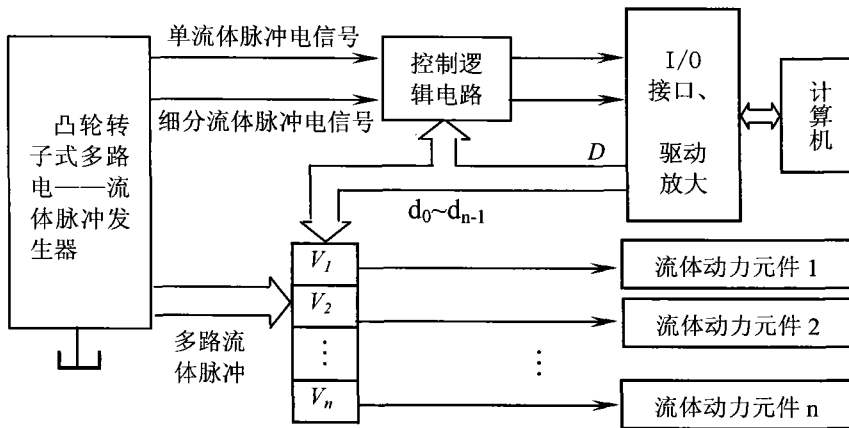 单流体脉冲电信号
细分流体脉冲电信号
凸轮转
子式多路
电——流
体脉冲发
生器
控制逻
辑电路
I/0
接口、
驱动
放大
计
算
机
D
d0~dn-1
多路流
体脉冲
V1
V2
⋮
Vn
流体动力元件 1
流体动力元件 2
⋮
流体动力元件 n